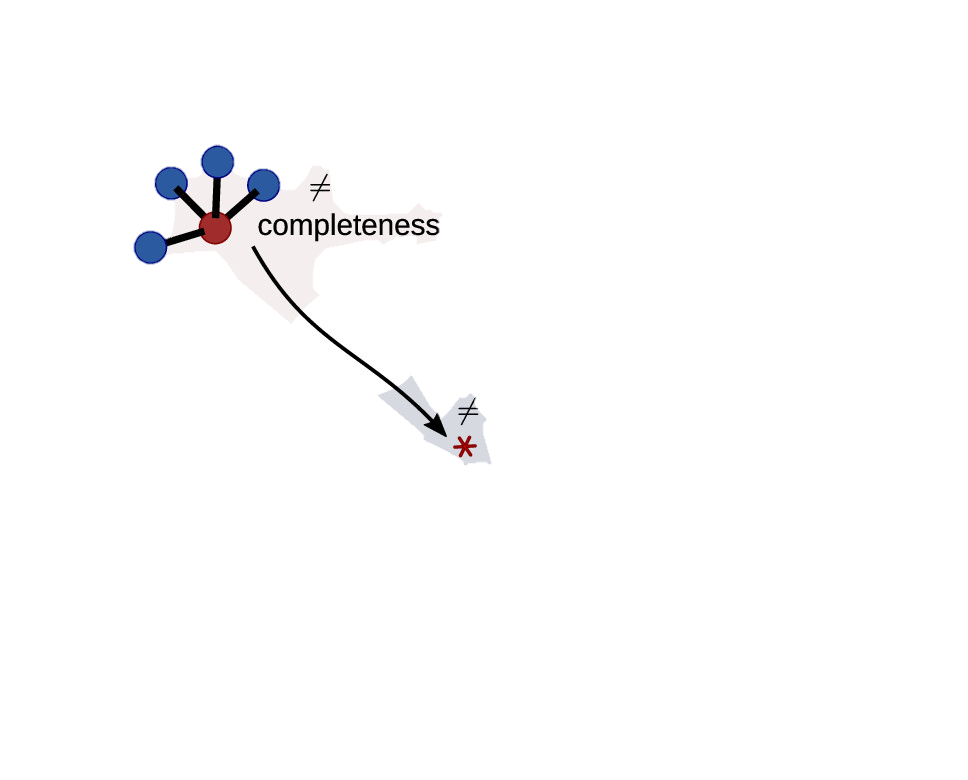 ≠
completeness
≠
*